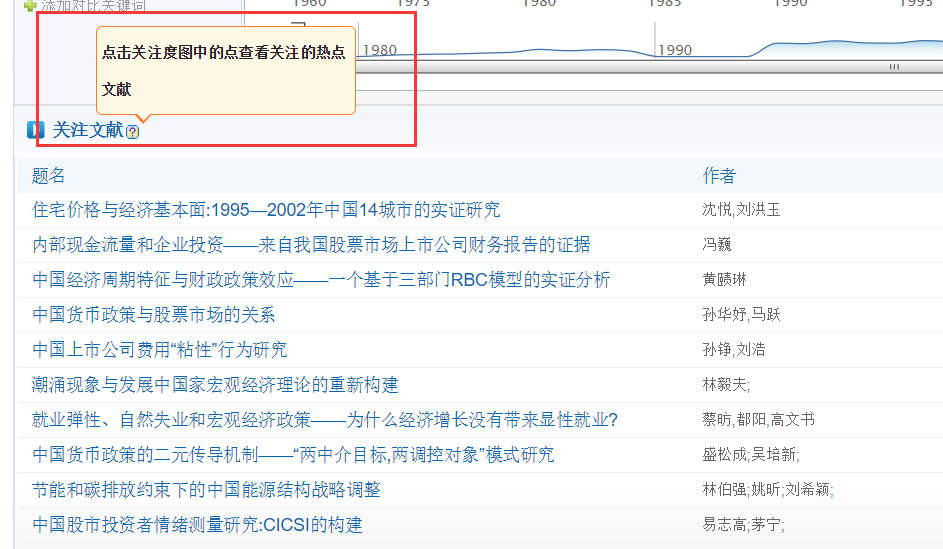 添加对比关键词
1960 1975 1980 1985 1990 1995
1980 1990
点击关注度图中的点查看关注的热点
文献
关注文献
题名 作者
住宅价格与经济基本面:1995—2002年中国14城市的实证研究 沈悦,刘洪玉
内部现金流量和企业投资——来自我国股票市场上市公司财务报告的证据 冯巍
中国经济周期特征与财政政策效应——一个基于三部门RBC模型的实证分析 黄赜琳
中国货币政策与股票市场的关系 孙华妤,马跃
中国上市公司费用“粘性”行为研究 孙铮,刘浩
潮涌现象与发展中国家宏观经济理论的重新构建 林毅夫;
就业弹性、自然失业和宏观经济政策——为什么经济增长没有带来显性就业? 蔡昉,都阳,高文书
中国货币政策的二元传导机制——“两中介目标,两调控对象”模式研究 盛松成;吴培新;
节能和碳排放约束下的中国能源结构战略调整 林伯强;姚昕;刘希颖;
中国股市投资者情绪测量研究:CICSI的构建 易志高;茅宁;